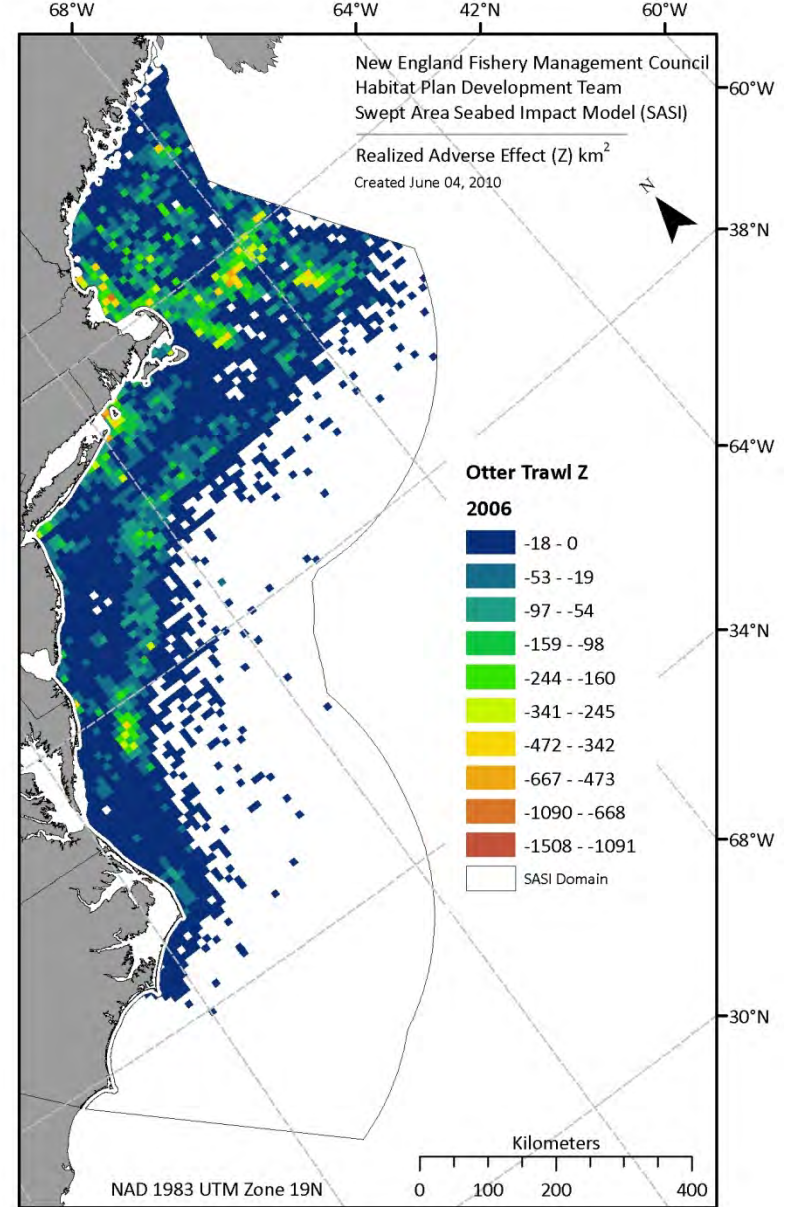 68°W 64°W 42°N 60°W
New England Fishery Management Council
Habitat Plan Development Team
Swept Area Seabed Impact Model (SASI)
Realized Adverse Effect (Z) km²
Created June 04, 2010
N
60°W
38°N
64°W
34°N
68°W
30°N
Otter Trawl Z
2006
-18 - 0
-53 - -19
-97 - -54
-159 - -98
-244 - -160
-341 - -245
-472 - -342
-667 - -473
-1090 - -668
-1508 - -1091
SASI Domain
Kilometers
0 100 200 400
NAD 1983 UTM Zone 19N